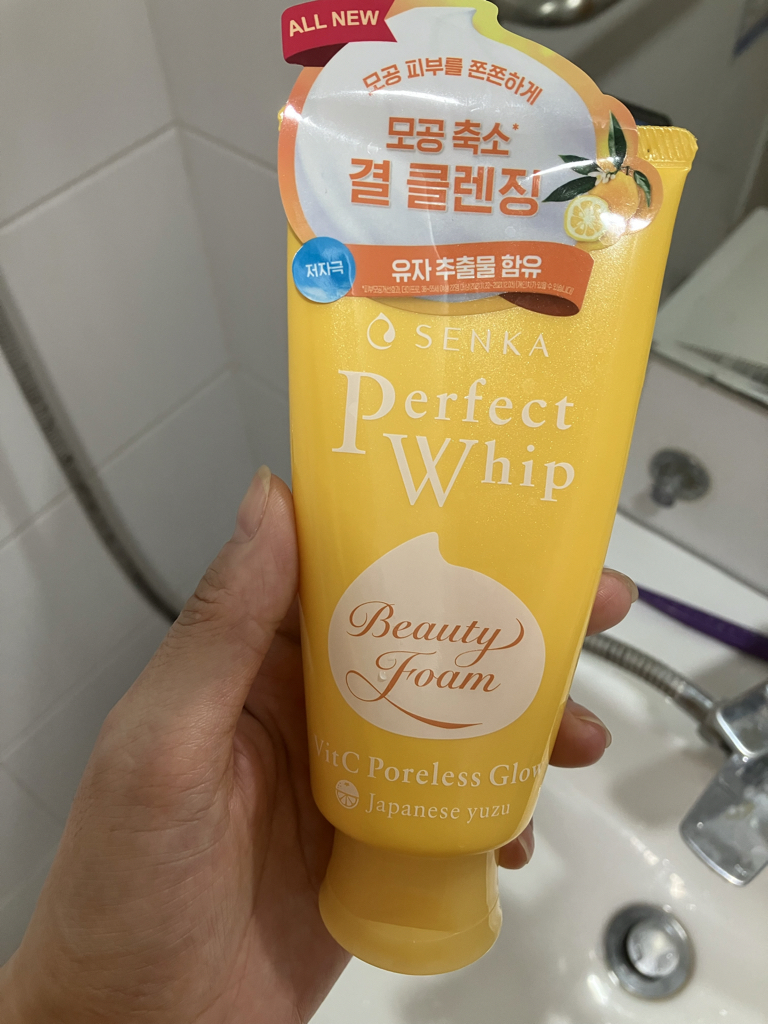 ALL NEW
모공 피부를 쫀쫀하게
모공 축소*
결 클렌징
저자극
유자 추출물 함유
SENKA
Perfect
Whip
Beauty
Foam
VitC Poreless Glow
Japanese yuzu